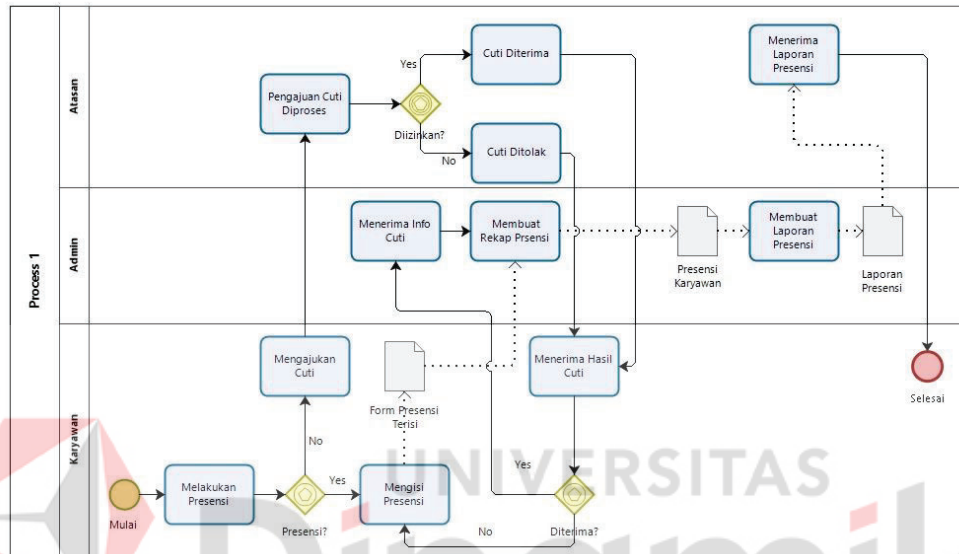 Process 1
Atasan
Pengajuan Cuti
Diproses
Yes
Diizinkan?
No
Cuti Diterima
Cuti Ditolak
Menerima
Laporan
Presensi
Admin
Menerima Info
Cuti
Membuat
Rekap Prsensi
Presensi
Karyawan
Membuat
Laporan
Presensi
Laporan
Presensi
Karyawan
Mulai
Melakukan
Presensi
Presensi?
No
Yes
Mengajukan
Cuti
Mengisi
Presensi
Form Presensi
Terisi
Menerima Hasil
Cuti
Yes
No
Diterima?
Selesai
UNIVERSITAS